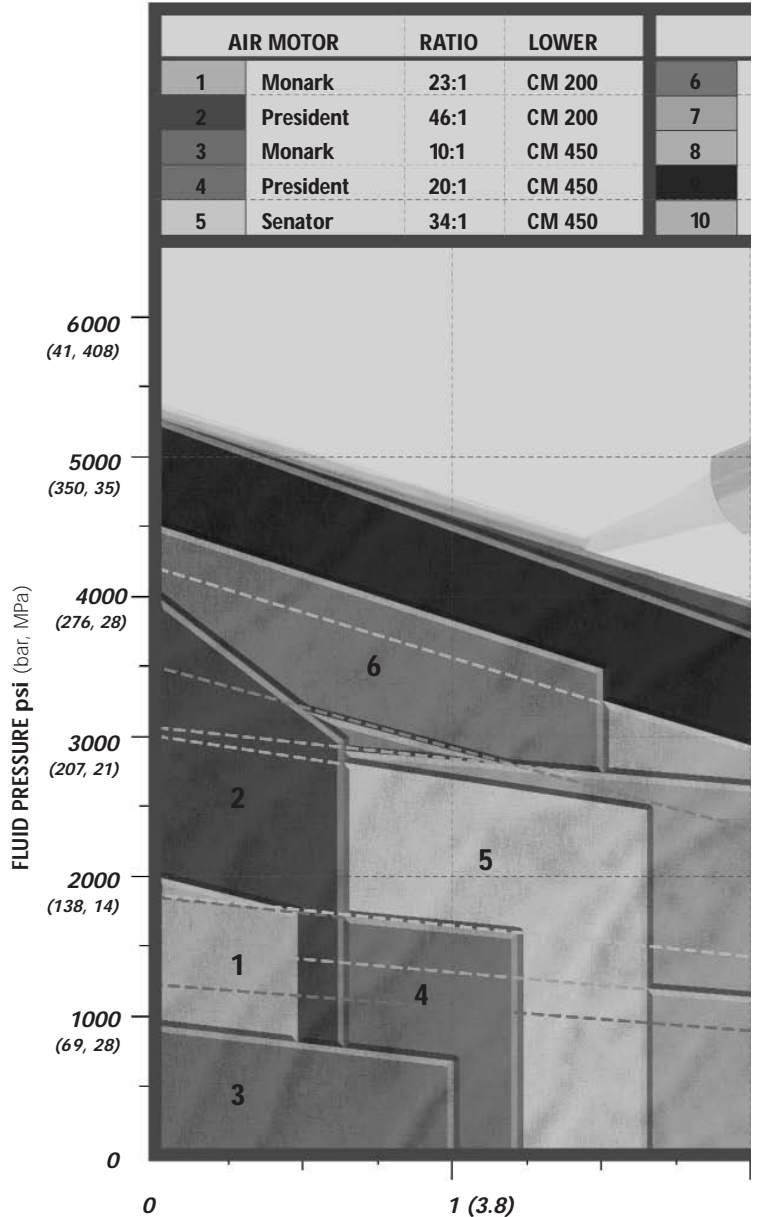 AIR MOTOR RATIO LOWER
1 Monark 23:1 CM 200 6
2 President 46:1 CM 200 7
3 Monark 10:1 CM 450 8
4 President 20:1 CM 450 9
5 Senator 34:1 CM 450 10
6000
(41, 408)
5000
(350, 35)
4000
(276, 28)
6
3000
(207, 21)
2
5
2000
(138, 14)
1
4
1000
(69, 28)
3
0
0 1 (3.8)
FLUID PRESSURE psi (bar, MPa)